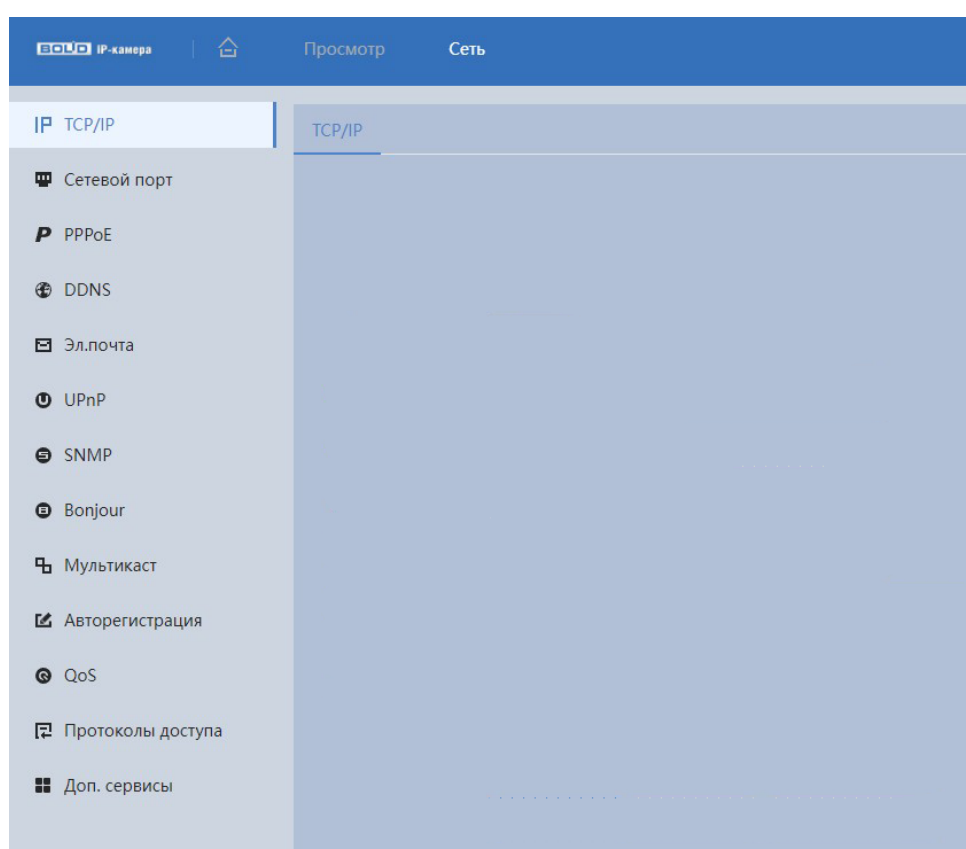 BOLID IP-камера Просмотр Сеть
TCP/IP
TCP/IP
Сетевой порт
PPPoE
DDNS
Эл.почта
UPnP
SNMP
Bonjour
Мультикаст
Авторегистрация
QoS
Протоколы доступа
Доп. сервисы